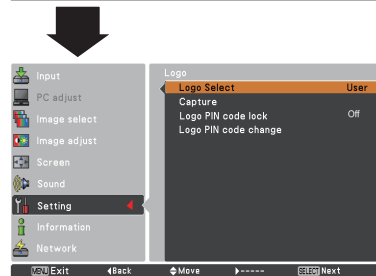 Input
PC adjust
Image select
Image adjust
Screen
Sound
Setting
Information
Network
Logo
Logo Select User
Capture
Logo PIN code lock Off
Logo PIN code change
MENU Exit ◀Back ◆Move ▶----- SELECT Next